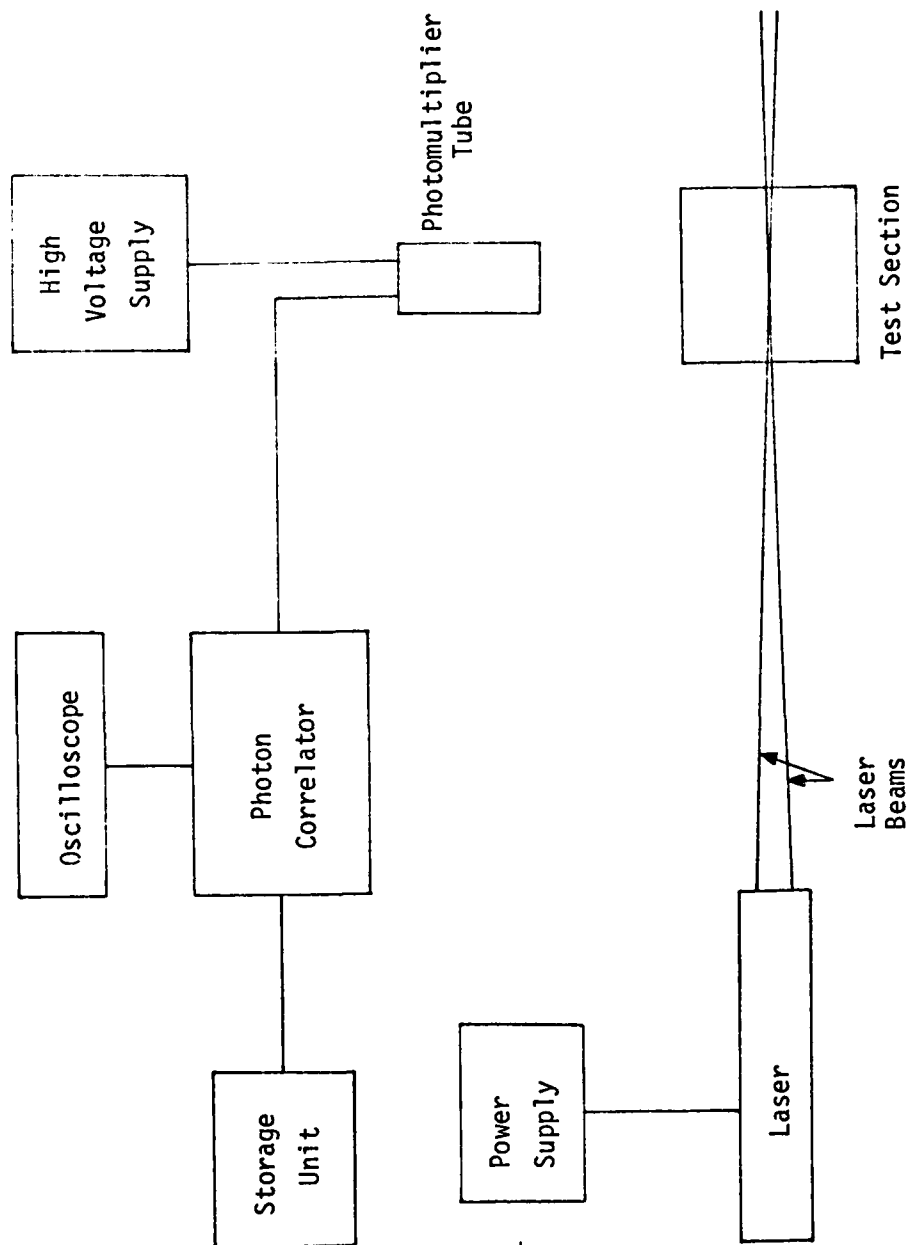 High
Voltage
Supply
Photomultiplier
Tube
Oscilloscope
Photon
Correlator
Storage
Unit
Test Section
Laser
Beams
Power
Supply
Laser